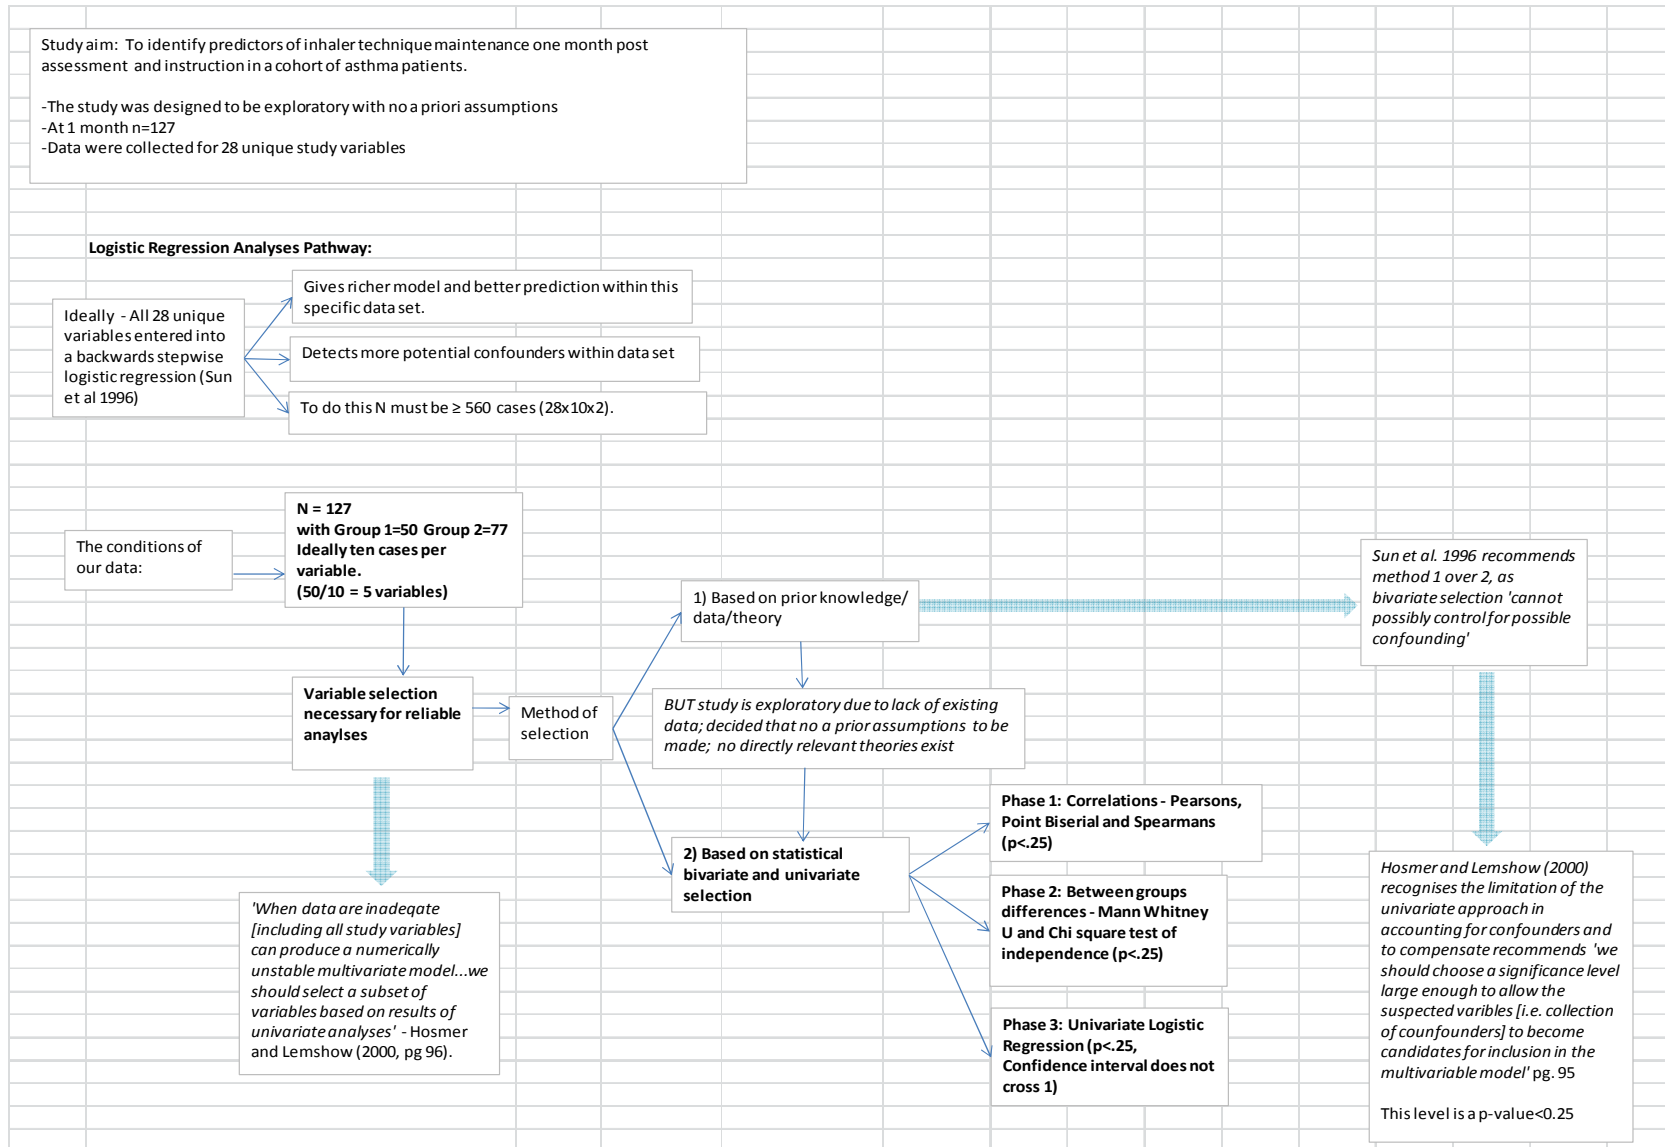 Study aim: To identify predictors of inhaler technique maintenance one month post
assessment and instruction in a cohort of asthma patients.
-The study was designed to be exploratory with no a priori assumptions
-At 1 month n=127
-Data were collected for 28 unique study variables
Logistic Regression Analyses Pathway:
Ideally - All 28 unique
variables entered into
a backwards stepwise
logistic regression (Sun
et al 1996)
Gives richer model and better prediction within this
specific data set.
Detects more potential confounders within data set
To do this N must be ≥ 560 cases (28x10x2).
The conditions of
our data:
N = 127
with Group 1=50 Group 2=77
Ideally ten cases per
variable.
(50/10 = 5 variables)
Variable selection
necessary for reliable
anaylses
'When data are inadeqate
[including all study variables]
can produce a numerically
unstable multivariate model...we
should select a subset of
variables based on results of
univariate analyses' - Hosmer
and Lemshow (2000, pg 96).
Method of
selection
1) Based on prior knowledge/
data/theory
BUT study is exploratory due to lack of existing
data; decided that no a prior assumptions to be
made; no directly relevant theories exist
2) Based on statistical
bivariate and univariate
selection
Phase 1: Correlations - Pearsons,
Point Biserial and Spearmans
(p<.25)
Phase 2: Between groups
differences - Mann Whitney
U and Chi square test of
independence (p<.25)
Phase 3: Univariate Logistic
Regression (p<.25,
Confidence interval does not
cross 1)
Sun et al. 1996 recommends
method 1 over 2, as
bivariate selection 'cannot
possibly control for possible
confounding'
Hosmer and Lemshow (2000)
recognises the limitation of the
univariate approach in
accounting for confounders and
to compensate recommends 'we
should choose a significance level
large enough to allow the
suspected varibles [i.e. collection
of counfounders] to become
candidates for inclusion in the
multivariable model' pg. 95
This level is a p-value<0.25